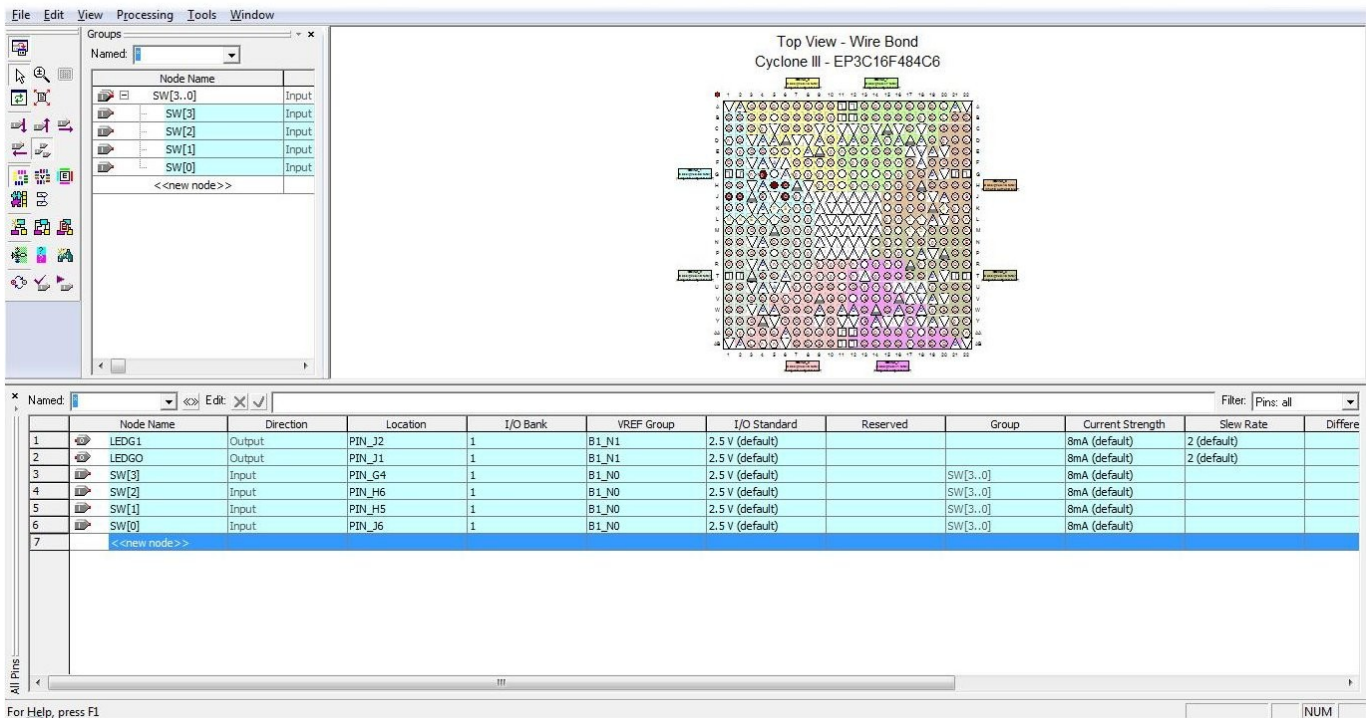 File Edit View Processing Tools Window
Groups
Named: *
Node Name
SW[3..0] Input
SW[3] Input
SW[2] Input
SW[1] Input
SW[0] Input
<<new node>>
Top View - Wire Bond
Cyclone III - EP3C16F484C6
Named: * Edit: Filter: Pins: all
Node Name Direction Location I/O Bank VREF Group I/O Standard Reserved Group Current Strength Slew Rate Differe
1 LEDG1 Output PIN_J2 1 B1_N1 2.5 V (default) 8mA (default) 2 (default)
2 LEDGO Output PIN_J1 1 B1_N1 2.5 V (default) 8mA (default) 2 (default)
3 SW[3] Input PIN_G4 1 B1_N0 2.5 V (default) SW[3..0] 8mA (default)
4 SW[2] Input PIN_H6 1 B1_N0 2.5 V (default) SW[3..0] 8mA (default)
5 SW[1] Input PIN_H5 1 B1_N0 2.5 V (default) SW[3..0] 8mA (default)
6 SW[0] Input PIN_J6 1 B1_N0 2.5 V (default) SW[3..0] 8mA (default)
7 <<new node>>
All Pins
For Help, press F1 NUM